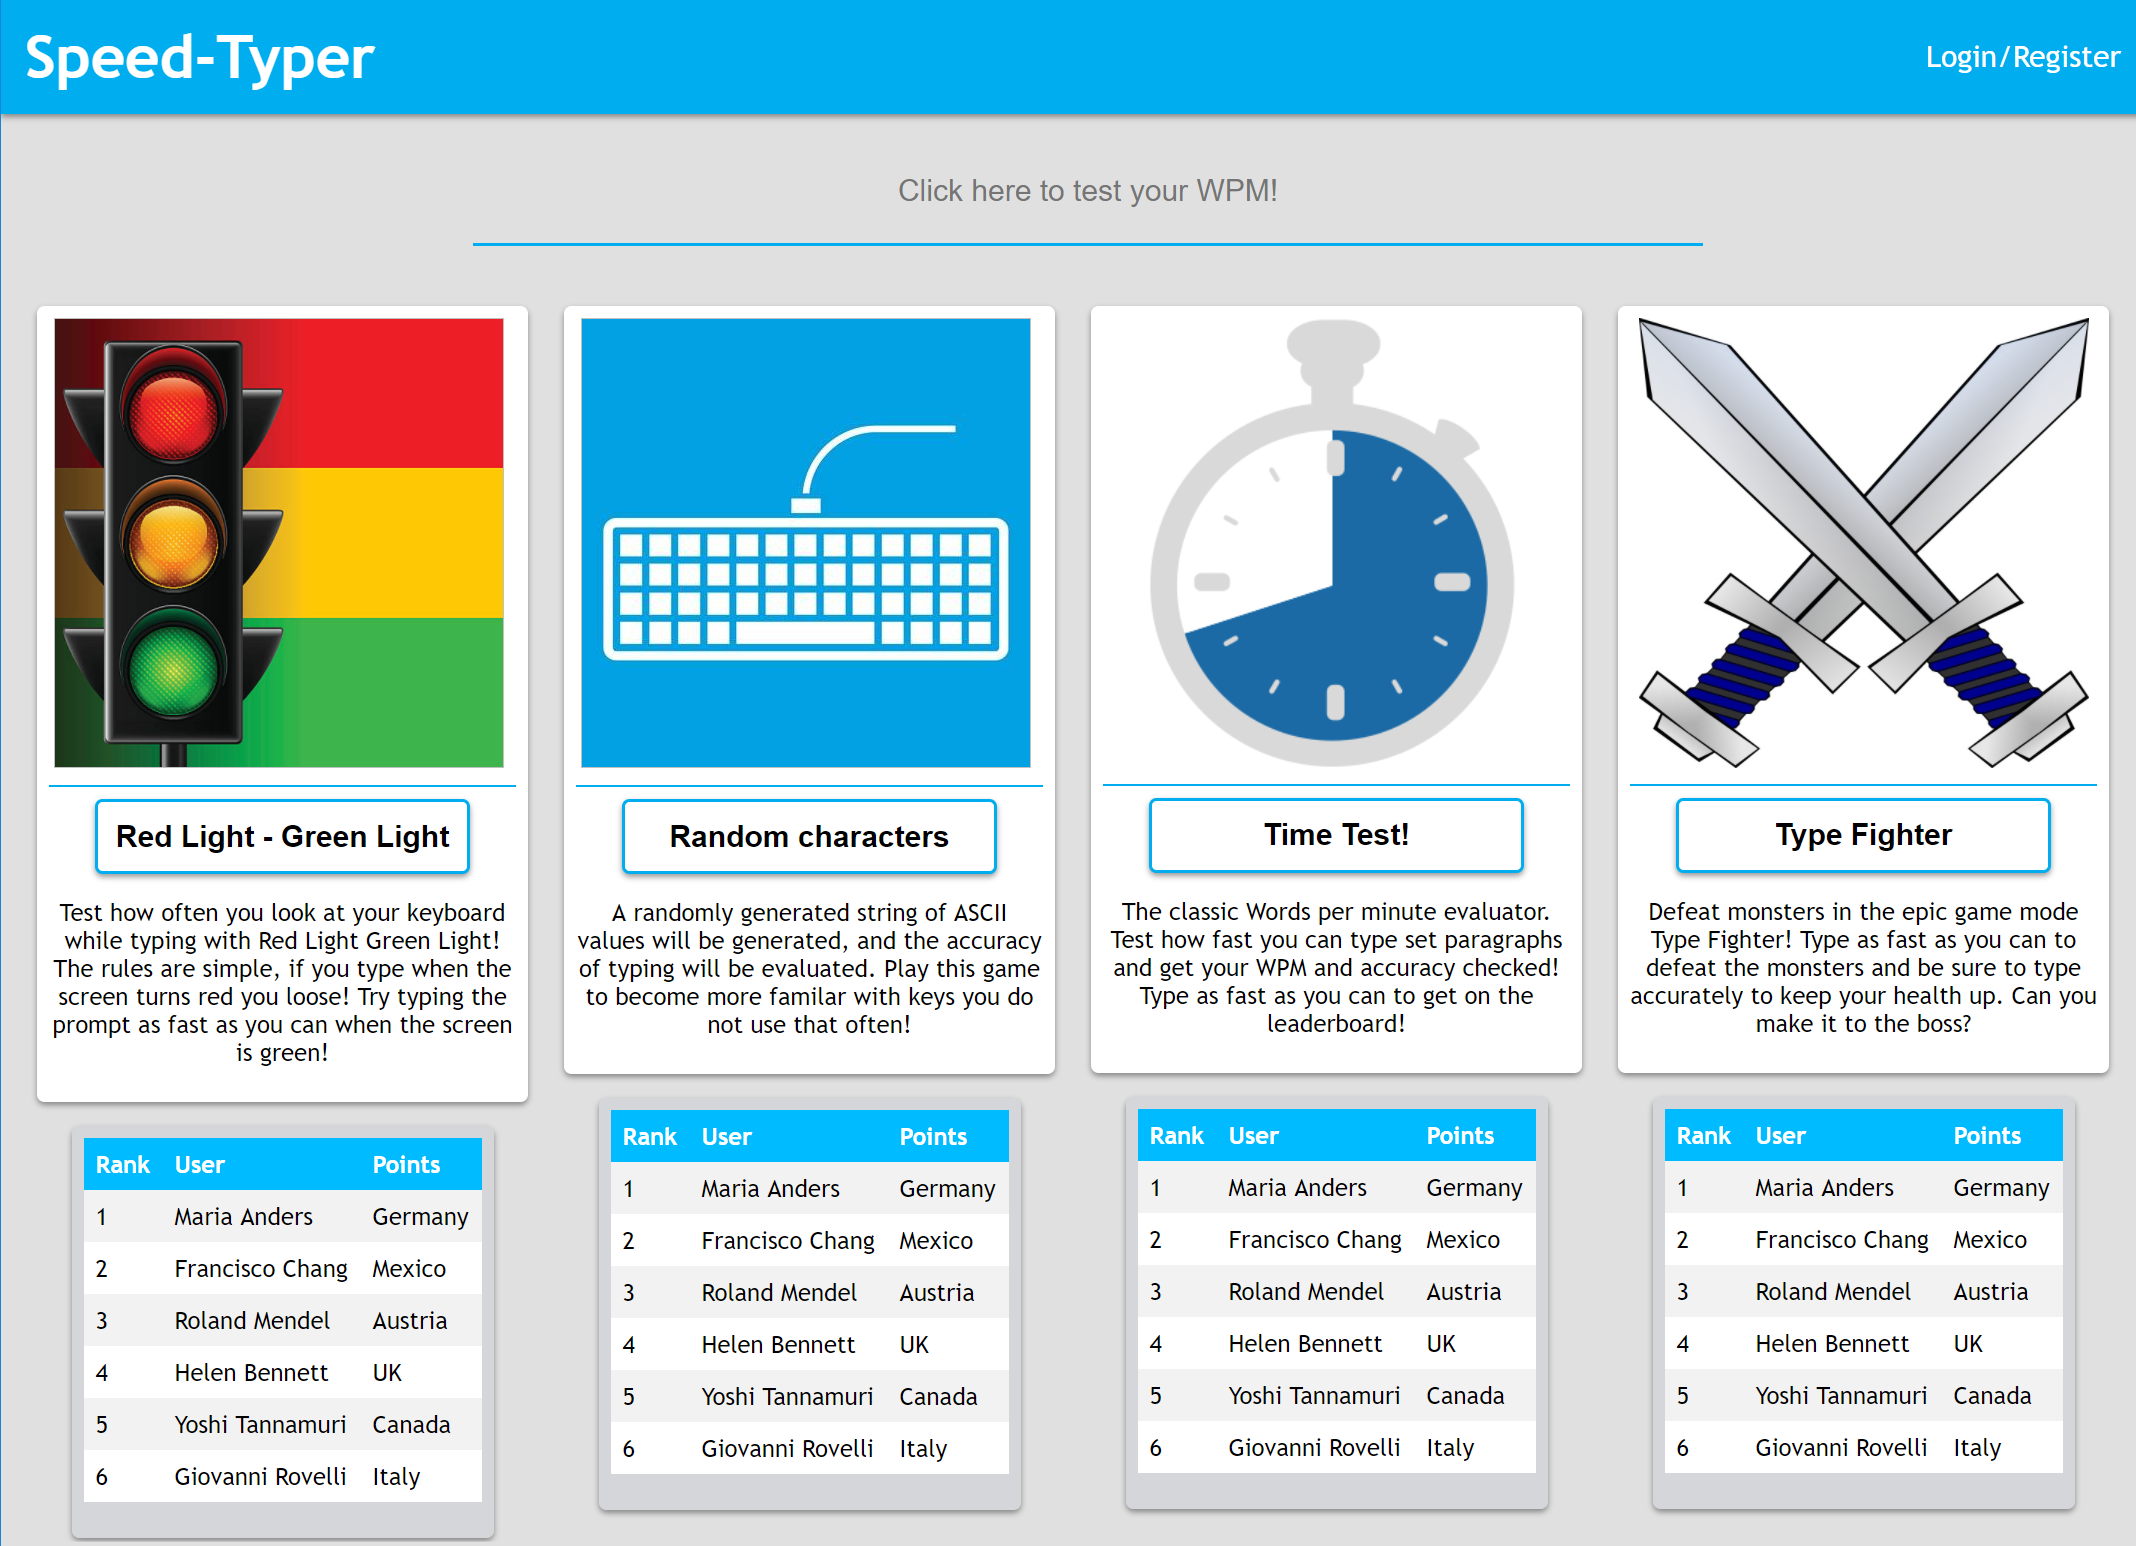 Speed-Typer
Login/Register
Click here to test your WPM!
Red Light - Green Light
Test how often you look at your keyboard
while typing with Red Light Green Light!
The rules are simple, if you type when the
screen turns red you loose! Try typing the
prompt as fast as you can when the screen
is green!
Rank User Points
1 Maria Anders Germany
2 Francisco Chang Mexico
3 Roland Mendel Austria
4 Helen Bennett UK
5 Yoshi Tannamuri Canada
6 Giovanni Rovelli Italy
Random characters
A randomly generated string of ASCII
values will be generated, and the accuracy
of typing will be evaluated. Play this game
to become more familar with keys you do
not use that often!
Rank User Points
1 Maria Anders Germany
2 Francisco Chang Mexico
3 Roland Mendel Austria
4 Helen Bennett UK
5 Yoshi Tannamuri Canada
6 Giovanni Rovelli Italy
Time Test!
The classic Words per minute evaluator.
Test how fast you can type set paragraphs
and get your WPM and accuracy checked!
Type as fast as you can to get on the
leaderboard!
Rank User Points
1 Maria Anders Germany
2 Francisco Chang Mexico
3 Roland Mendel Austria
4 Helen Bennett UK
5 Yoshi Tannamuri Canada
6 Giovanni Rovelli Italy
Type Fighter
Defeat monsters in the epic game mode
Type Fighter! Type as fast as you can to
defeat the monsters and be sure to type
accurately to keep your health up. Can you
make it to the boss?
Rank User Points
1 Maria Anders Germany
2 Francisco Chang Mexico
3 Roland Mendel Austria
4 Helen Bennett UK
5 Yoshi Tannamuri Canada
6 Giovanni Rovelli Italy